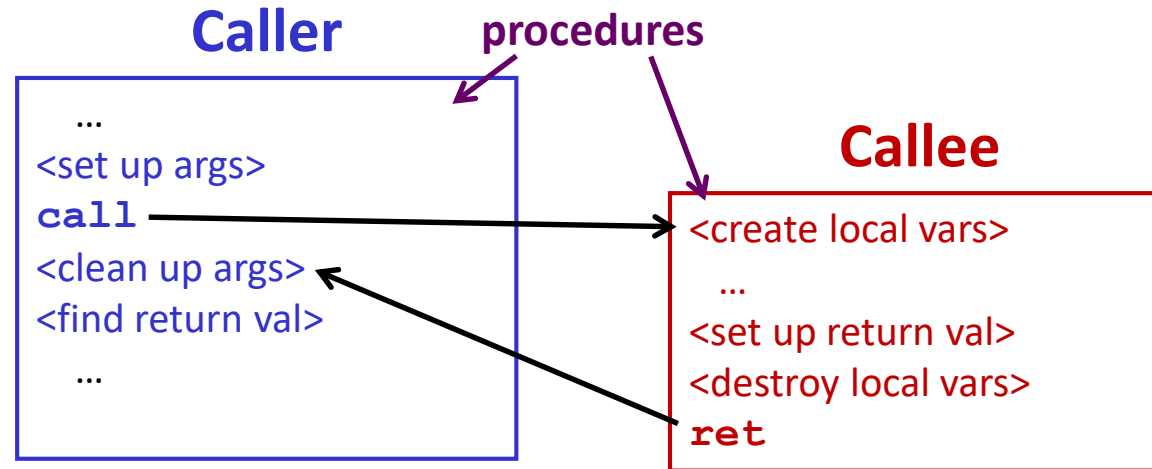 Caller
procedures
...
<set up args>
call
<clean up args>
<find return val>
...
Callee
<create local vars>
...
<set up return val>
<destroy local vars>
ret